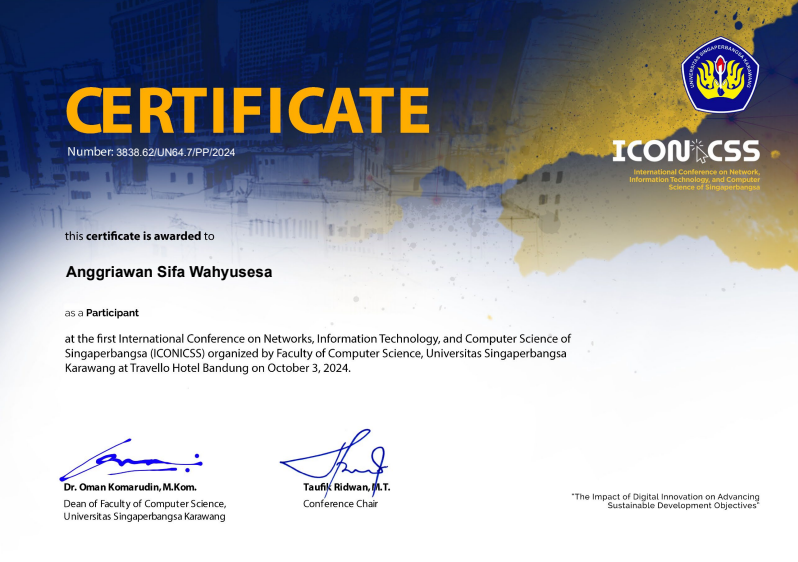 UNIVERSITAS SINGAPERBANGSA KARAWANG
CERTIFICATE
Number: 3838.62/UN64.7/PP/2024
ICONICSS
International Conference on Network,
Information Technology, and Computer
Science of Singaperbangsa
this certificate is awarded to
Anggriawan Sifa Wahyusesa
as a Participant
at the first International Conference on Networks, Information Technology, and Computer Science of
Singaperbangsa (ICONICSS) organized by Faculty of Computer Science, Universitas Singaperbangsa
Karawang at Travello Hotel Bandung on October 3, 2024.
Dr. Oman Komarudin, M.Kom.
Dean of Faculty of Computer Science,
Universitas Singaperbangsa Karawang
Taufik Ridwan, M.T.
Conference Chair
"The Impact of Digital Innovation on Advancing
Sustainable Development Objectives"